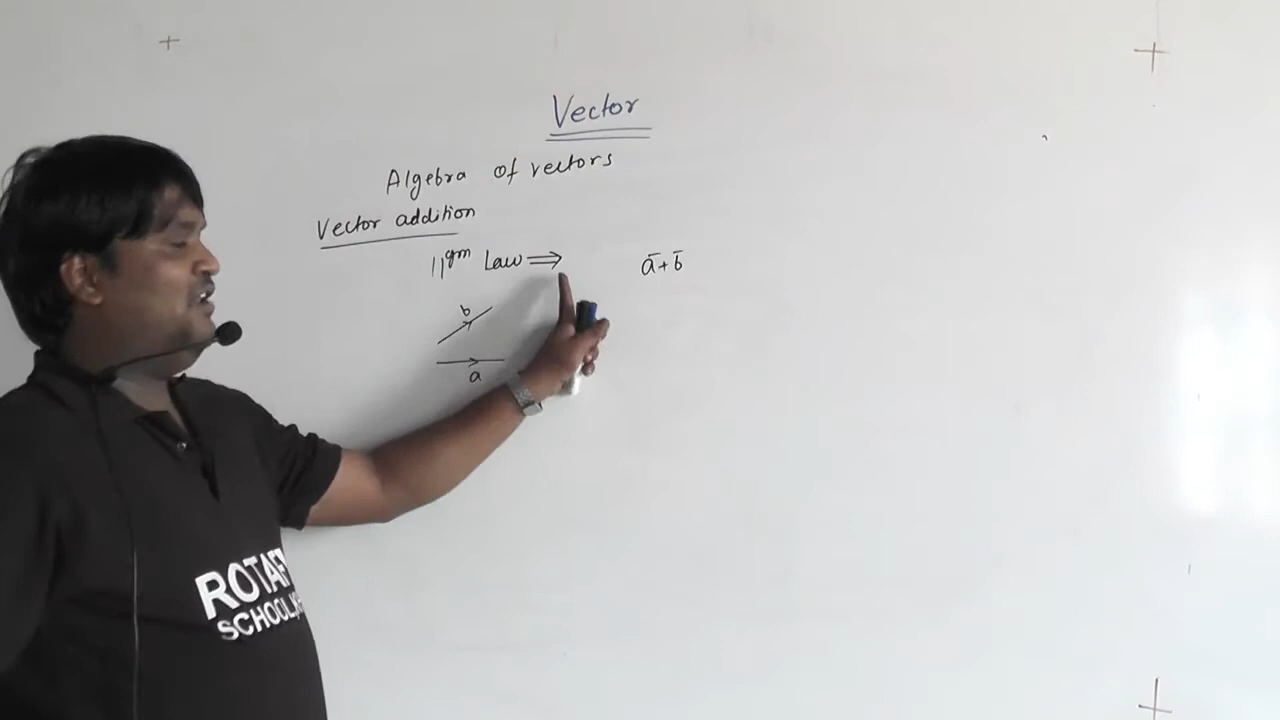 Vector
Algebra of vectors
Vector addition
||gm Law ⇒ a̅ + b̅
b
a
ROTAR
SCHOOL